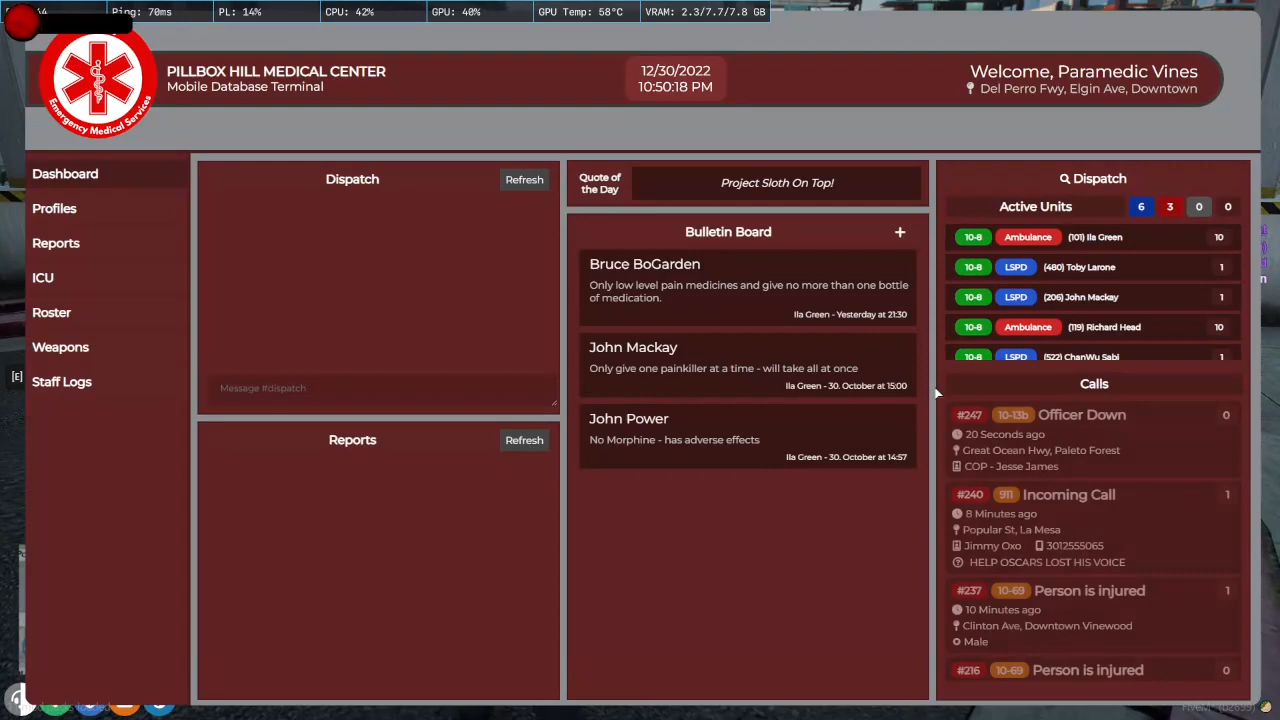 Ping: 70ms
PL: 14%
CPU: 42%
GPU: 40%
GPU Temp: 58°C
VRAM: 2.3/7.7/7.8 GB
Emergency Medical Services
PILLBOX HILL MEDICAL CENTER
Mobile Database Terminal
12/30/2022
10:50:18 PM
Welcome, Paramedic Vines
Del Perro Fwy, Elgin Ave, Downtown
Dashboard
Profiles
Reports
ICU
Roster
Weapons
Staff Logs
Dispatch
Refresh
Message #dispatch
Reports
Refresh
Quote of
the Day
Project Sloth On Top!
Bulletin Board
+
Bruce BoGarden
Only low level pain medicines and give no more than one bottle
of medication.
Ila Green - Yesterday at 21:30
John Mackay
Only give one painkiller at a time - will take all at once
Ila Green - 30. October at 15:00
John Power
No Morphine - has adverse effects
Ila Green - 30. October at 14:57
Dispatch
Active Units 6 3 0 0
10-8 Ambulance (101) Ila Green 10
10-8 LSPD (480) Toby Larone 1
10-8 LSPD (206) John Mackay 1
10-8 Ambulance (119) Richard Head 10
10-8 LSPD (522) ChanWu Sabi 1
Calls
#247 10-13b Officer Down 0
20 Seconds ago
Great Ocean Hwy, Paleto Forest
COP - Jesse James
#240 911 Incoming Call 1
8 Minutes ago
Popular St, La Mesa
Jimmy Oxo 3012555065
HELP OSCARS LOST HIS VOICE
#237 10-69 Person is injured 1
10 Minutes ago
Clinton Ave, Downtown Vinewood
Male
#216 10-69 Person is injured 0
[E]